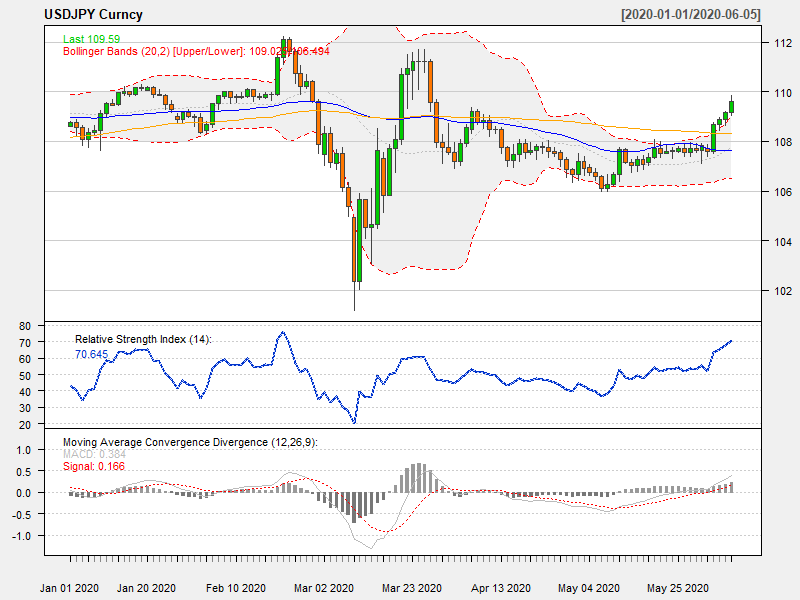 USDJPY Curncy [2020-01-01/2020-06-05]
Last 109.59
Bollinger Bands (20,2) [Upper/Lower]: 109.029/106.494
112
110
108
106
104
102
Relative Strength Index (14):
70.645
80
70
60
50
40
30
20
Moving Average Convergence Divergence (12,26,9):
MACD: 0.384
Signal: 0.166
1.0
0.5
0.0
-0.5
-1.0
Jan 01 2020 Jan 20 2020 Feb 10 2020 Mar 02 2020 Mar 23 2020 Apr 13 2020 May 04 2020 May 25 2020